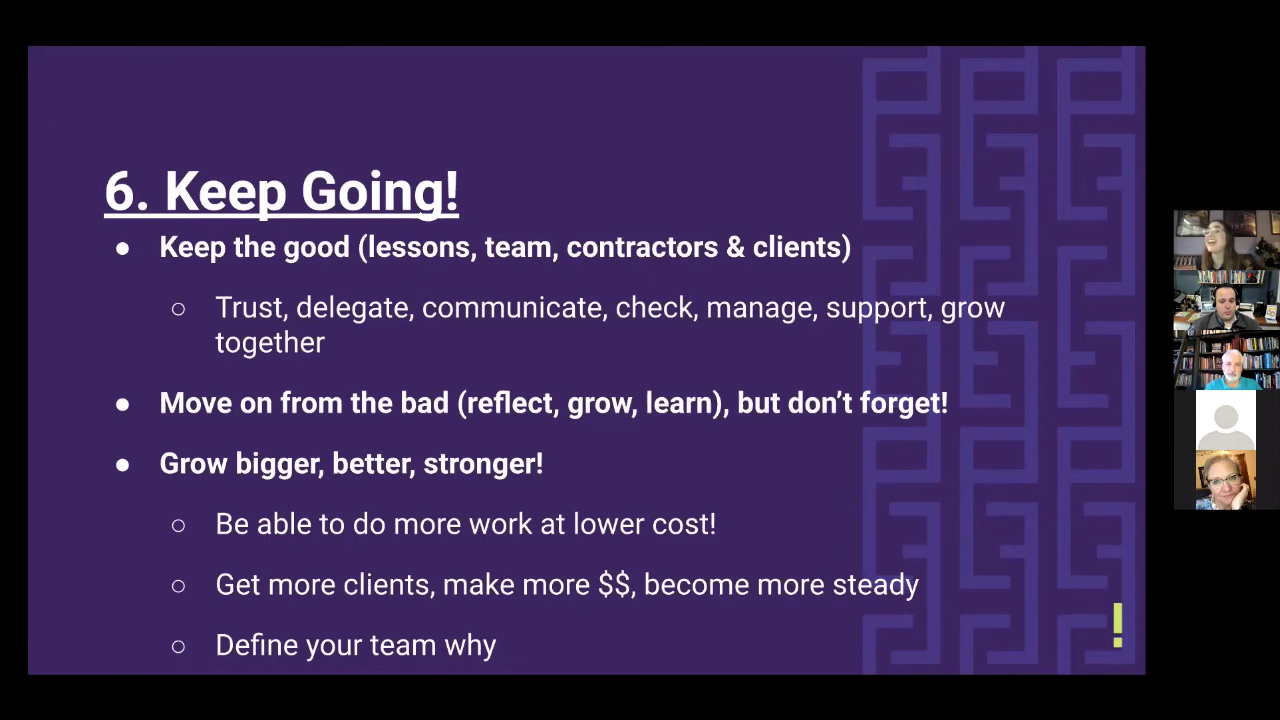 6. Keep Going!
● Keep the good (lessons, team, contractors & clients)
○ Trust, delegate, communicate, check, manage, support, grow
together
● Move on from the bad (reflect, grow, learn), but don’t forget!
● Grow bigger, better, stronger!
○ Be able to do more work at lower cost!
○ Get more clients, make more $$, become more steady
○ Define your team why
!